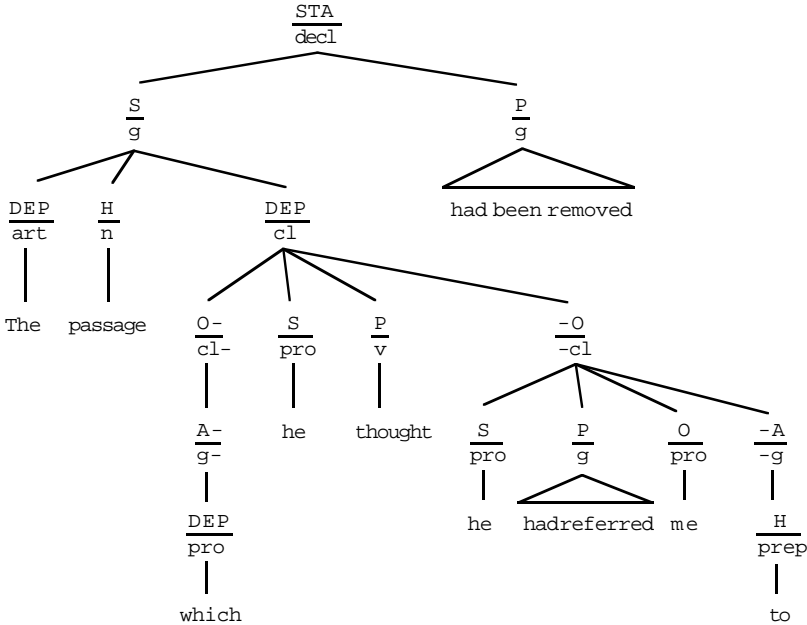 STA
decl
S P
g g
DEP H DEP had been removed
art n cl
The passage O- S P -O
cl- pro v -cl
A- he thought S P O -A
g- pro g pro -g
DEP he hadreferred me H
pro prep
which to